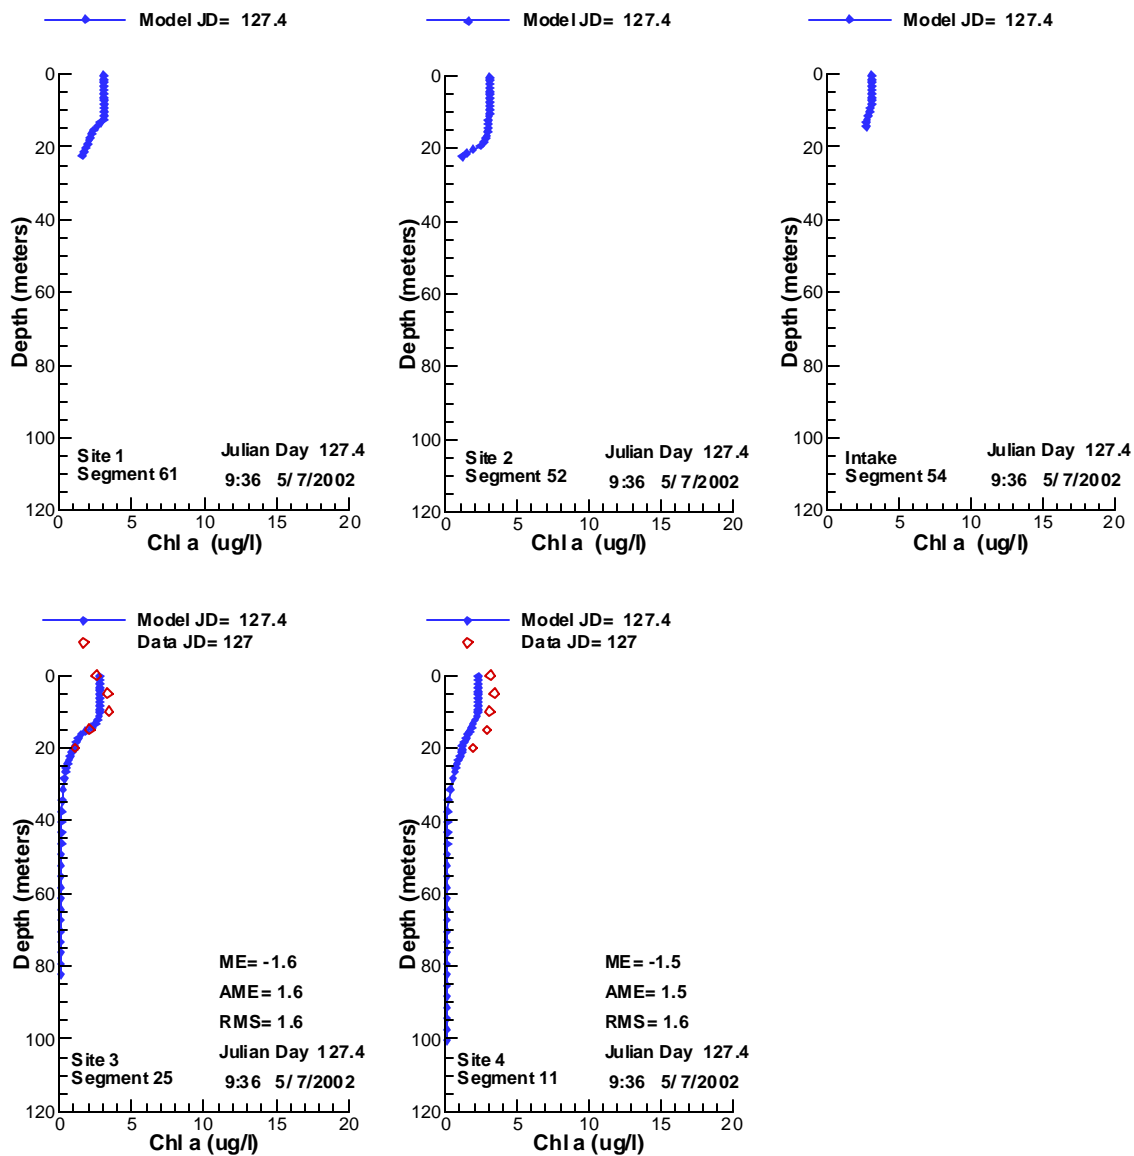 Model JD= 127.4
0
20
40
60
80
100
120
Depth (meters)
Site 1
Segment 61
Julian Day 127.4
9:36 5/7/2002
0 5 10 15 20
Chl a (ug/l)
Model JD= 127.4
0
20
40
60
80
100
120
Depth (meters)
Site 2
Segment 52
Julian Day 127.4
9:36 5/7/2002
0 5 10 15 20
Chl a (ug/l)
Model JD= 127.4
0
20
40
60
80
100
120
Depth (meters)
Intake
Segment 54
Julian Day 127.4
9:36 5/7/2002
0 5 10 15 20
Chl a (ug/l)
Model JD= 127.4
Data JD= 127
0
20
40
60
80
100
120
Depth (meters)
ME= -1.6
AME= 1.6
RMS= 1.6
Site 3
Segment 25
Julian Day 127.4
9:36 5/7/2002
0 5 10 15 20
Chl a (ug/l)
Model JD= 127.4
Data JD= 127
0
20
40
60
80
100
120
Depth (meters)
ME= -1.5
AME= 1.5
RMS= 1.6
Site 4
Segment 11
Julian Day 127.4
9:36 5/7/2002
0 5 10 15 20
Chl a (ug/l)